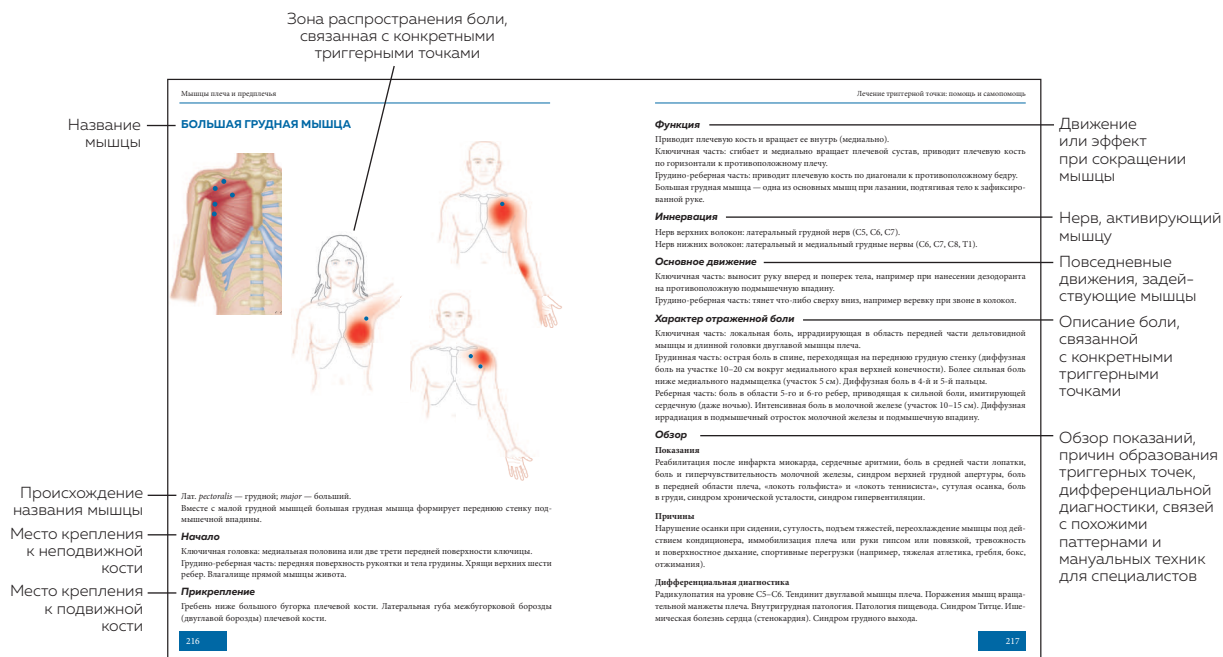 Зона распространения боли,
связанная с конкретными
триггерными точками
Название
мышцы
Происхождение
названия мышцы
Место крепления
к неподвижной
кости
Место крепления
к подвижной
кости
Мышцы плеча и предплечья
БОЛЬШАЯ ГРУДНАЯ МЫШЦА
Лат. pectoralis — грудной; major — больший.
Вместе с малой грудной мышцей большая грудная мышца формирует переднюю стенку под-
мышечной впадины.
Начало
Ключичная головка: медиальная половина или две трети передней поверхности ключицы.
Грудино-реберная часть: передняя поверхность рукоятки и тела грудины. Хрящи верхних шести
ребер. Влагалище прямой мышцы живота.
Прикрепление
Гребень ниже большого бугорка плечевой кости. Латеральная губа межбугорковой борозды
(двуглавой борозды) плечевой кости.
216
Лечение триггерной точки: помощь и самопомощь
Функция
Приводит плечевую кость и вращает ее внутрь (медиально).
Ключичная часть: сгибает и медиально вращает плечевой сустав, приводит плечевую кость
по горизонтали к противоположному плечу.
Грудино-реберная часть: приводит плечевую кость по диагонали к противоположному бедру.
Большая грудная мышца — одна из основных мышц при лазании, подтягивая тело к зафиксиро-
ванной руке.
Иннервация
Нерв верхних волокон: латеральный грудной нерв (C5, C6, C7).
Нерв нижних волокон: латеральный и медиальный грудные нервы (C6, C7, C8, T1).
Основное движение
Ключичная часть: выносит руку вперед и поперек тела, например при нанесении дезодоранта
на противоположную подмышечную впадину.
Грудино-реберная часть: тянет что-либо сверху вниз, например веревку при звоне в колокол.
Характер отраженной боли
Ключичная часть: локальная боль, иррадиирующая в область передней части дельтовидной
мышцы и длинной головки двуглавой мышцы плеча.
Грудинная часть: острая боль в спине, переходящая на переднюю грудную стенку (диффузная
боль на участке 10–20 см вокруг медиального края верхней конечности). Более сильная боль
ниже медиального надмыщелка (участок 5 см). Диффузная боль в 4-й и 5-й пальцы.
Реберная часть: боль в области 5-го и 6-го ребер, приводящая к сильной боли, имитирующей
сердечную (даже ночью). Интенсивная боль в молочной железе (участок 10–15 см). Диффузная
иррадиация в подмышечный отросток молочной железы и подмышечную впадину.
Обзор
Показания
Реабилитация после инфаркта миокарда, сердечные аритмии, боль в средней части лопатки,
боль и гиперчувствительность молочной железы, синдром верхней грудной апертуры, боль
в передней области плеча, «локоть гольфиста» и «локоть теннисиста», сутулая осанка, боль
в груди, синдром хронической усталости, синдром гипервентиляции.
Причины
Нарушение осанки при сидении, сутулость, подъем тяжестей, переохлаждение мышцы под дей-
ствием кондиционера, иммобилизация плеча или руки гипсом или повязкой, тревожность
и поверхностное дыхание, спортивные перегрузки (например, тяжелая атлетика, гребля, бокс,
отжимания).
Дифференциальная диагностика
Радикулопатия на уровне C5–C6. Тендинит двуглавой мышцы плеча. Поражения мышц враща-
тельной манжеты плеча. Внутригрудная патология. Патология пищевода. Синдром Титце. Ише-
мическая болезнь сердца (стенокардия). Синдром грудного выхода.
217
Движение
или эффект
при сокращении
мышцы
Нерв, активирующий
мышцу
Повседневные
движения, задей-
ствующие мышцы
Описание боли,
связанной
с конкретными
триггерными
точками
Обзор показаний,
причин образования
триггерных точек,
дифференциальной
диагностики, связей
с похожими
паттернами и
мануальных техник
для специалистов